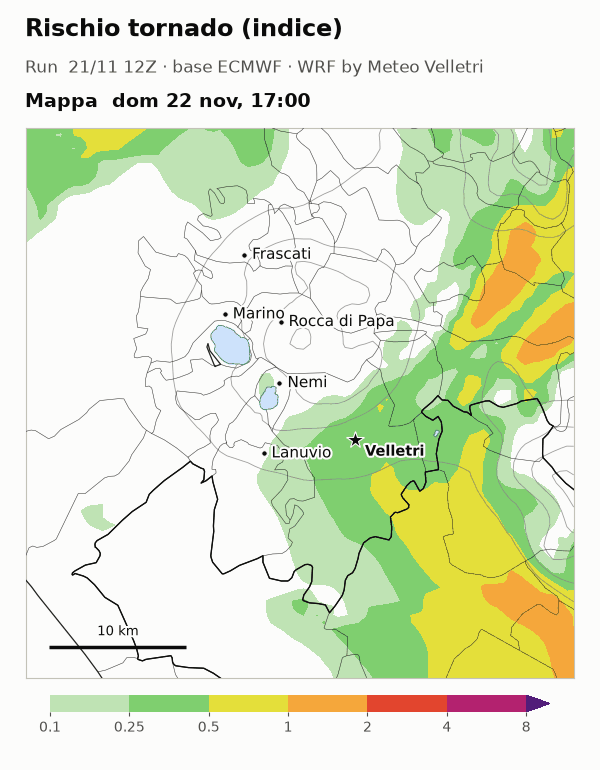 Rischio tornado (indice)
Run  21/11 12Z · base ECMWF · WRF by Meteo Velletri
Mappa  dom 22 nov, 17:00
Frascati
Marino
Rocca di Papa
Nemi
Velletri
Lanuvio
10 km
0.1 0.25 0.5 1 2 4 8